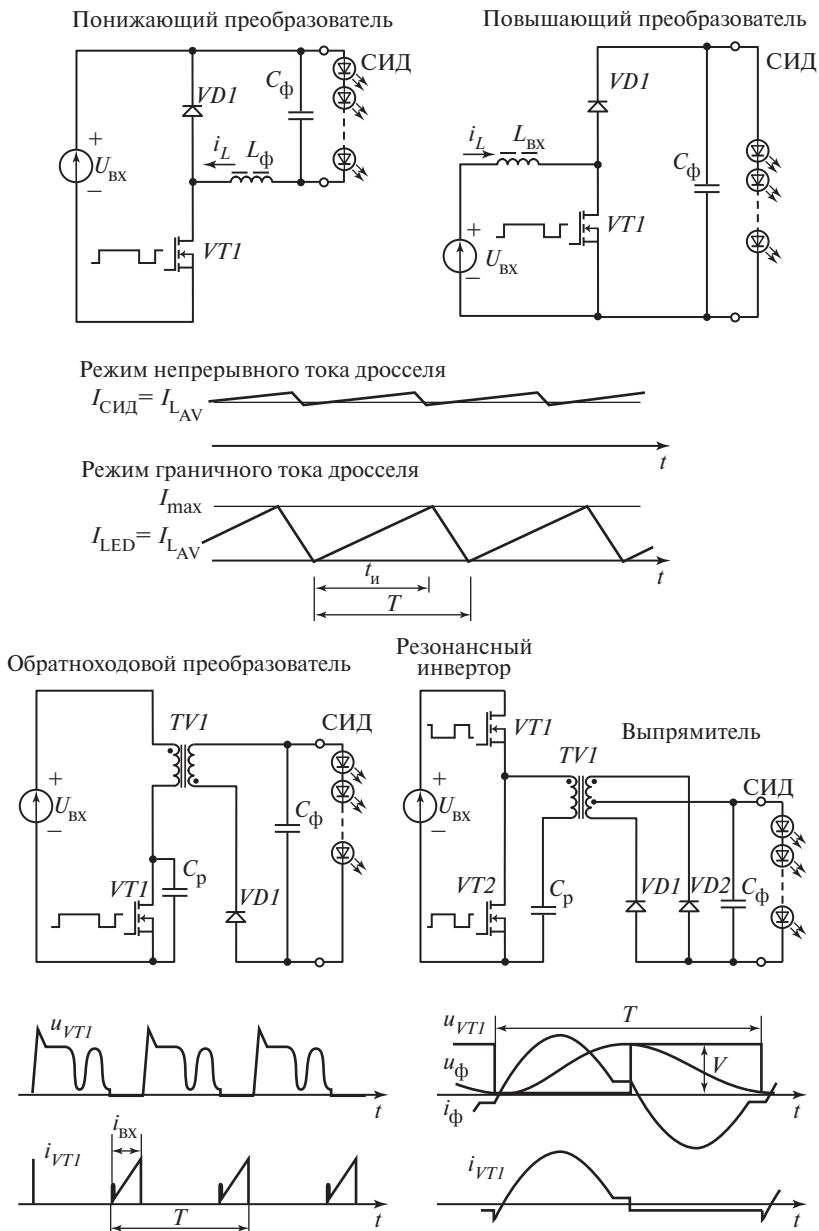 Понижающий преобразователь
Повышающий преобразователь
СИД
Cф
VD1
+
Uвх
−
iL
Lф
VT1
СИД
VD1
iL
Lвх
Cф
+
Uвх
−
VT1
Режим непрерывного тока дросселя
IСИД= ILAV
t
Режим граничного тока дросселя
Imax
ILED= ILAV
tи
T
t
Обратноходовой преобразователь
TV1
СИД
+
Uвх
−
Cф
Cр
VT1
VD1
Резонансный
инвертор
VT1
Выпрямитель
TV1
СИД
+
Uвх
−
VT2
Cр
VD1
VD2
Cф
uVT1
t
iвх
iVT1
T
t
uVT1
T
uф
V
iф
t
iVT1
t